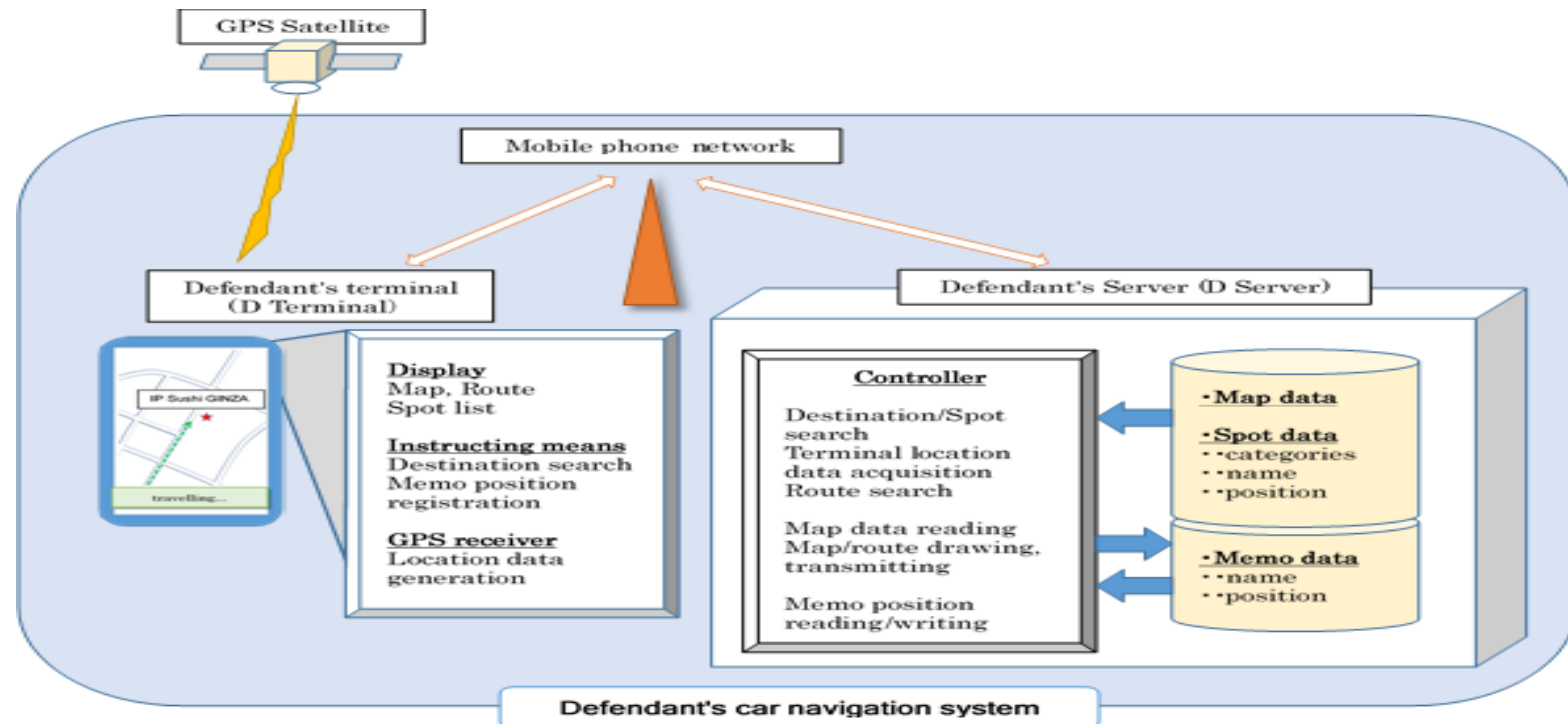 GPS Satellite
Mobile phone network
Defendant's terminal
(D Terminal)
Defendant's Server (D Server)
IP Sushi GINZA
travelling...
Display
Map, Route
Spot list
Instructing means
Destination search
Memo position
registration
GPS receiver
Location data
generation
Controller
Destination/Spot
search
Terminal location
data acquisition
Route search
Map data reading
Map/route drawing,
transmitting
Memo position
reading/writing
・Map data
・Spot data
・・categories
・・name
・・position
・Memo data
・・name
・・position
Defendant's car navigation system